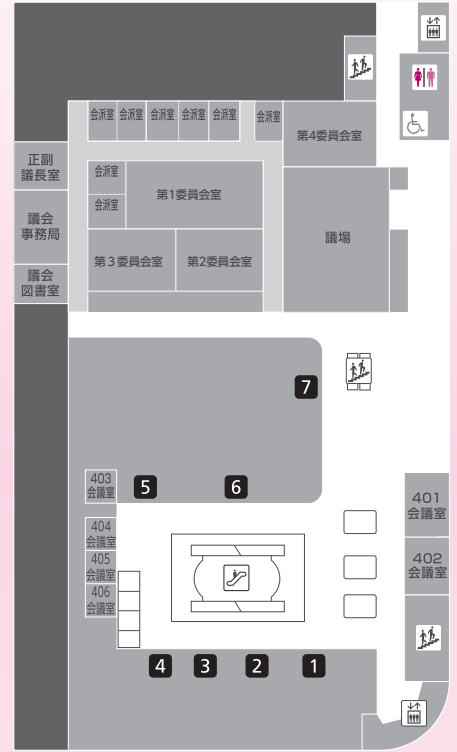 会派室 会派室 会派室 会派室 会派室 会派室
第4委員会室
正副
議長室
会派室
会派室
第1委員会室
議会
事務局
議場
第3委員会室
第2委員会室
議会
図書室
7
403
会議室
5
6
401
会議室
404
会議室
405
会議室
402
会議室
406
会議室
4
3
2
1